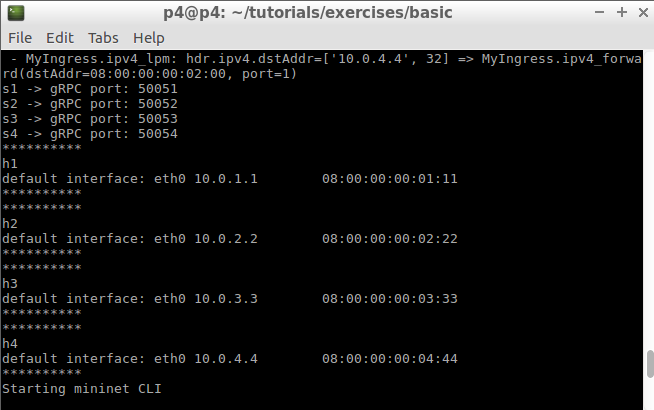 p4@p4: ~/tutorials/exercises/basic
File Edit Tabs Help
- MyIngress.ipv4_lpm: hdr.ipv4.dstAddr=['10.0.4.4', 32] => MyIngress.ipv4_forwa
rd(dstAddr=08:00:00:00:02:00, port=1)
s1 -> gRPC port: 50051
s2 -> gRPC port: 50052
s3 -> gRPC port: 50053
s4 -> gRPC port: 50054
**********
h1
default interface: eth0 10.0.1.1        08:00:00:00:01:11
**********
**********
h2
default interface: eth0 10.0.2.2        08:00:00:00:02:22
**********
**********
h3
default interface: eth0 10.0.3.3        08:00:00:00:03:33
**********
**********
h4
default interface: eth0 10.0.4.4        08:00:00:00:04:44
**********
Starting mininet CLI